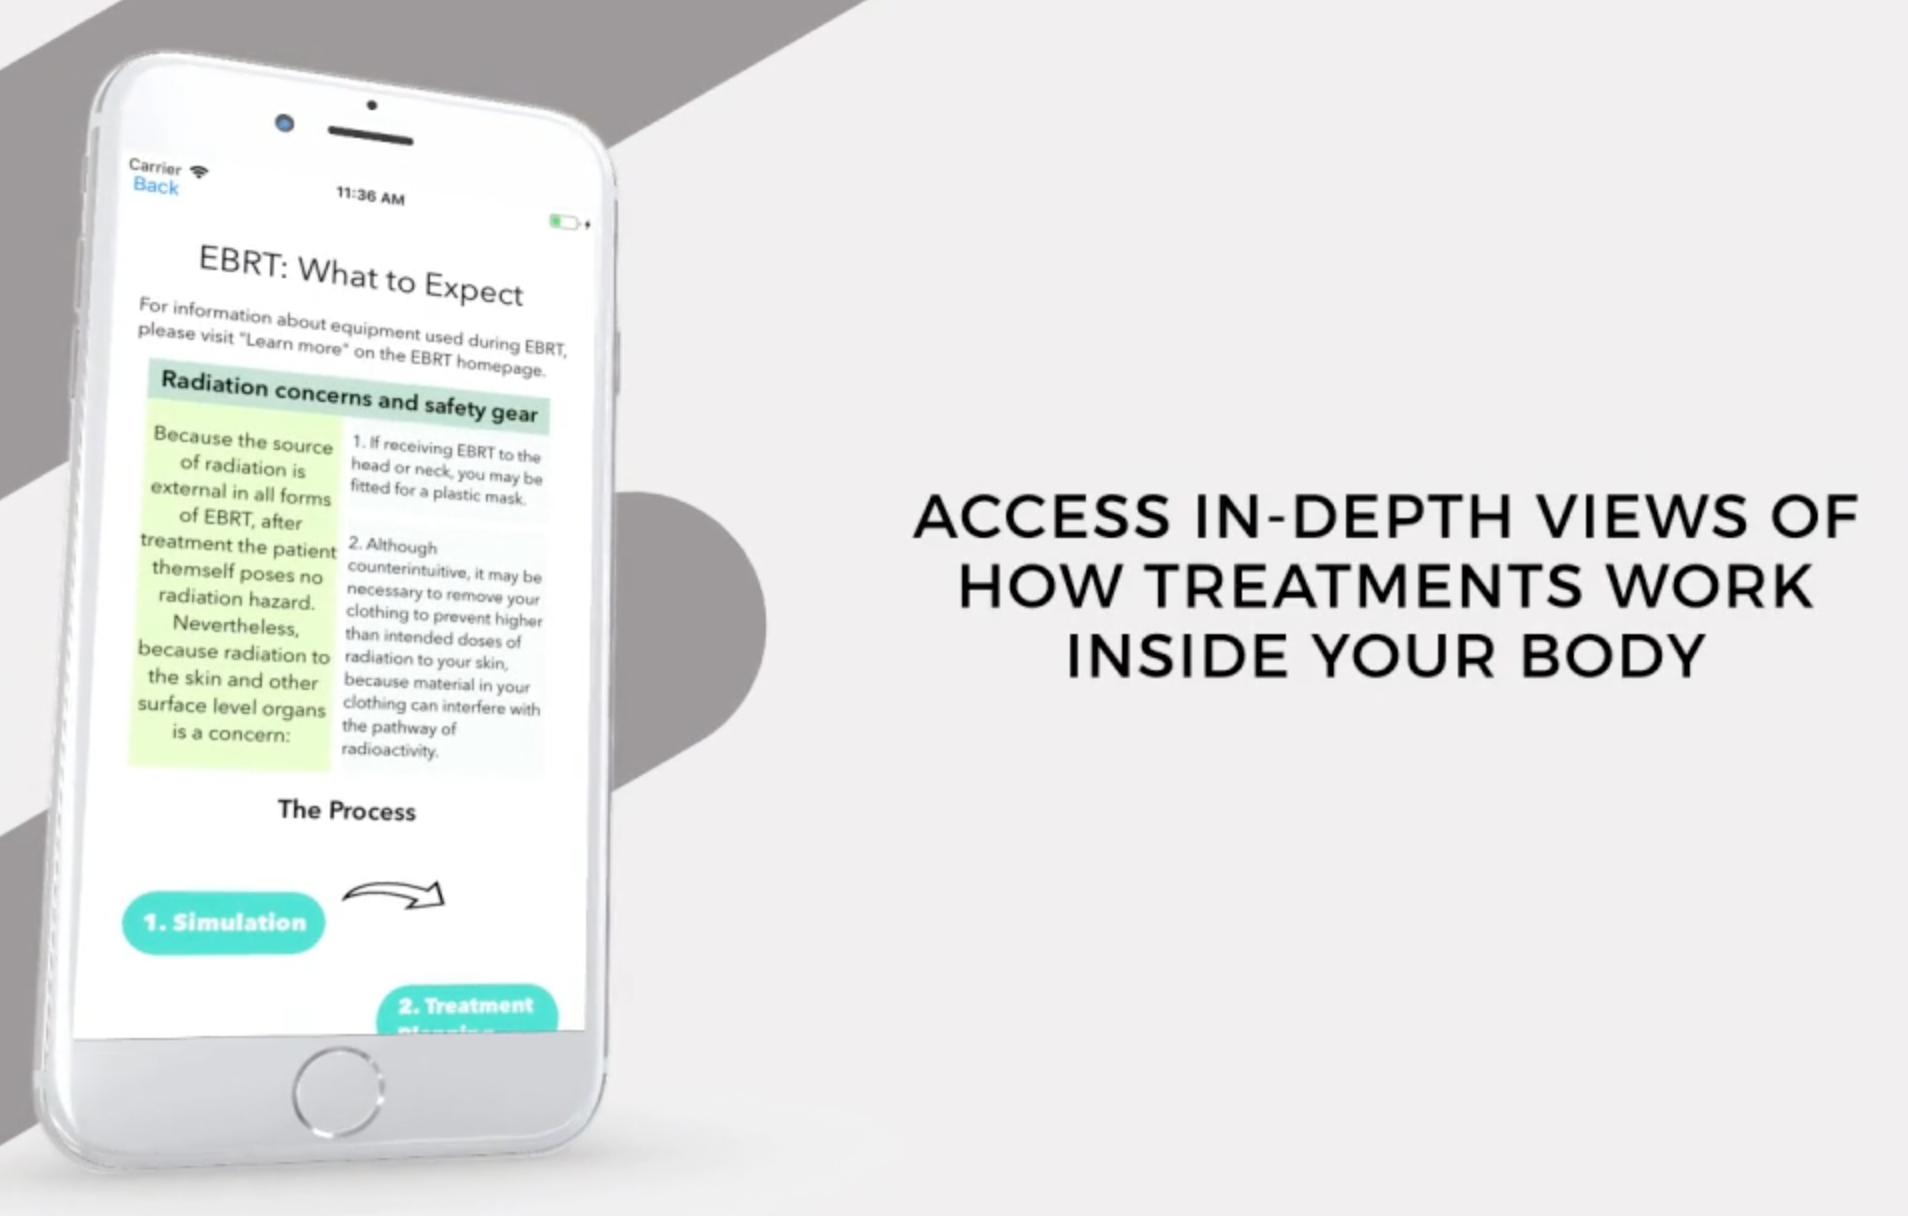 Carrier
Back
11:36 AM
EBRT: What to Expect
For information about equipment used during EBRT,
please visit "Learn more" on the EBRT homepage.
Radiation concerns and safety gear
Because the source
of radiation is
external in all forms
of EBRT, after
treatment the patient
themself poses no
radiation hazard.
Nevertheless,
because radiation to
the skin and other
surface level organs
is a concern:
1. If receiving EBRT to the
head or neck, you may be
fitted for a plastic mask.
2. Although
counterintuitive, it may be
necessary to remove your
clothing to prevent higher
than intended doses of
radiation to your skin,
because material in your
clothing can interfere with
the pathway of
radioactivity.
The Process
1. Simulation
2. Treatment
ACCESS IN-DEPTH VIEWS OF
HOW TREATMENTS WORK
INSIDE YOUR BODY